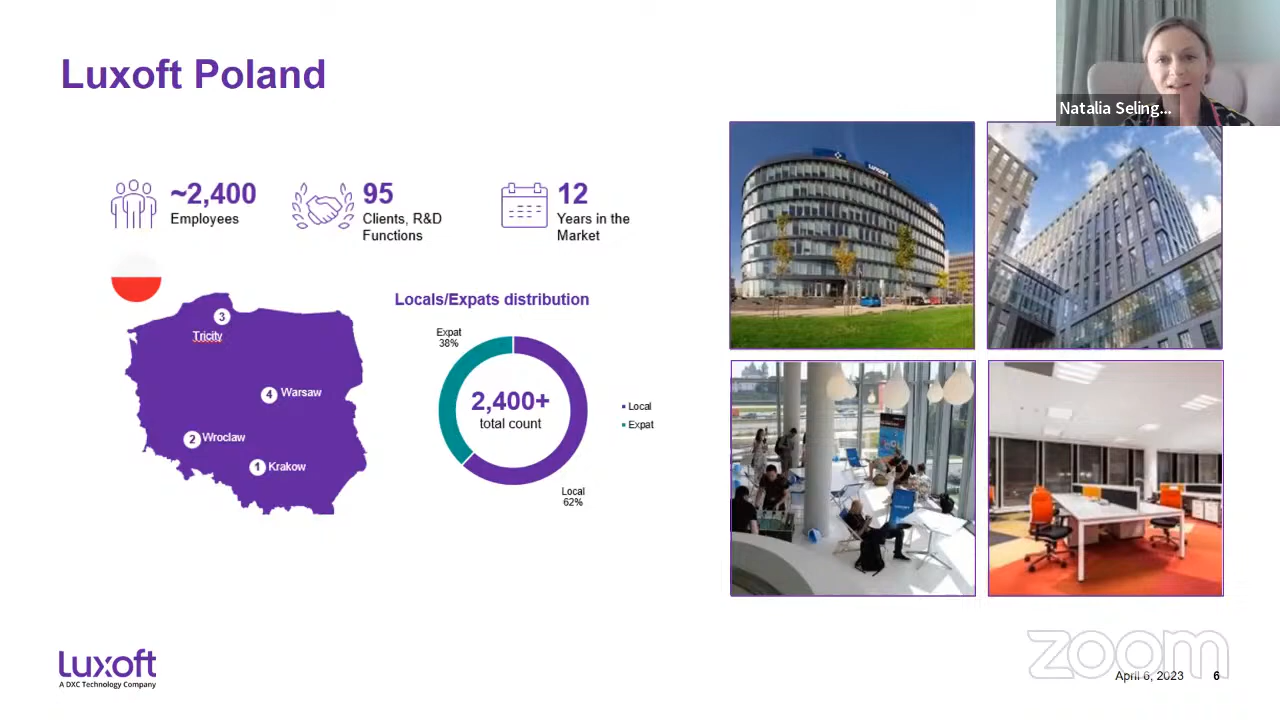 Luxoft Poland
Natalia Seling...
~2,400
Employees
95
Clients, R&D
Functions
12
Years in the
Market
Locals/Expats distribution
3
Tricity
4 Warsaw
2 Wroclaw
1 Krakow
Expat
38%
2,400+
total count
Local
Expat
Local
62%
LUXOFT
LUXOFT
Luxoft
A DXC Technology Company
zoom
April 6, 2023
6